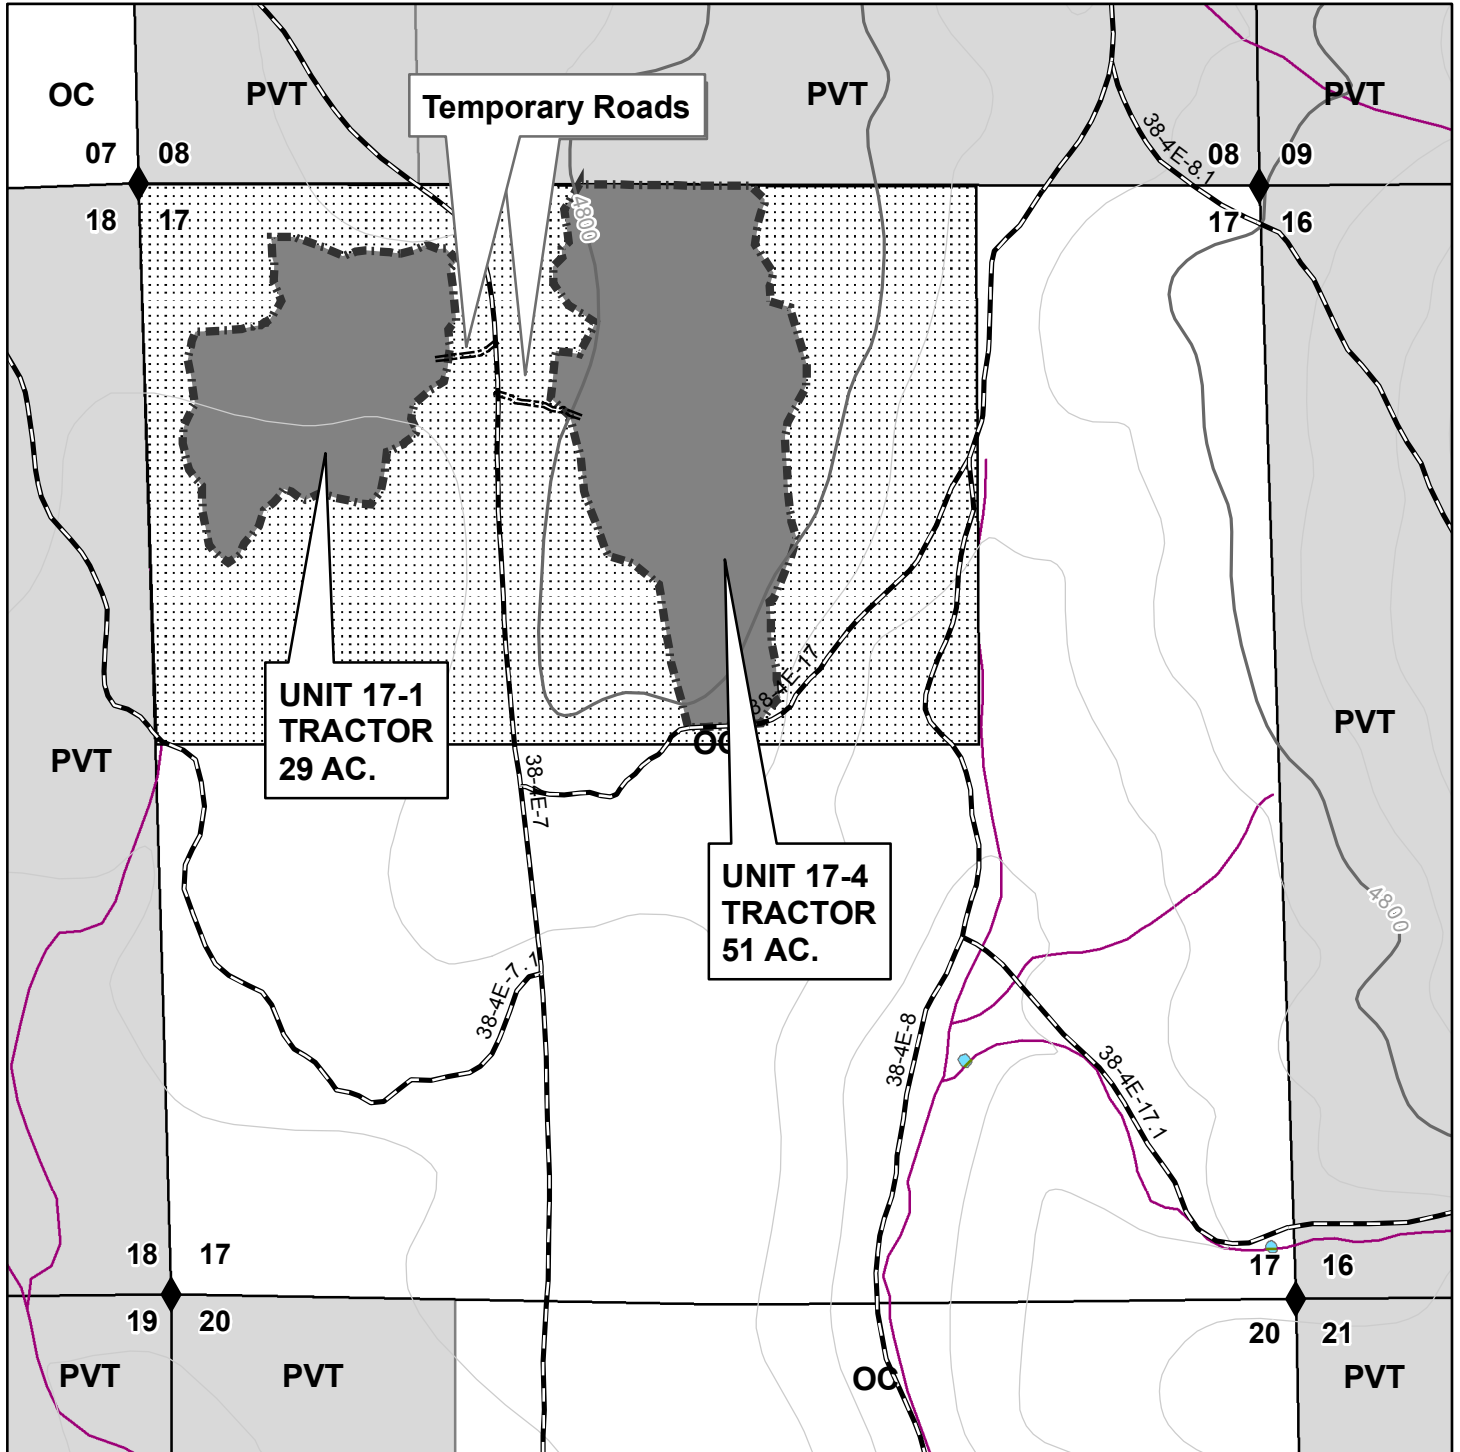 OC
PVT
Temporary Roads
PVT
PVT
07
08
38-4E-8.1
08
09
18
17
4800
17
16
UNIT 17-1
TRACTOR
29 AC.
38-4E-17
OC
PVT
PVT
38-4E-7
UNIT 17-4
TRACTOR
51 AC.
4800
38-4E-7.1
38-4E-8
38-4E-17.1
18
17
17
16
19
20
20
21
PVT
PVT
OC
PVT